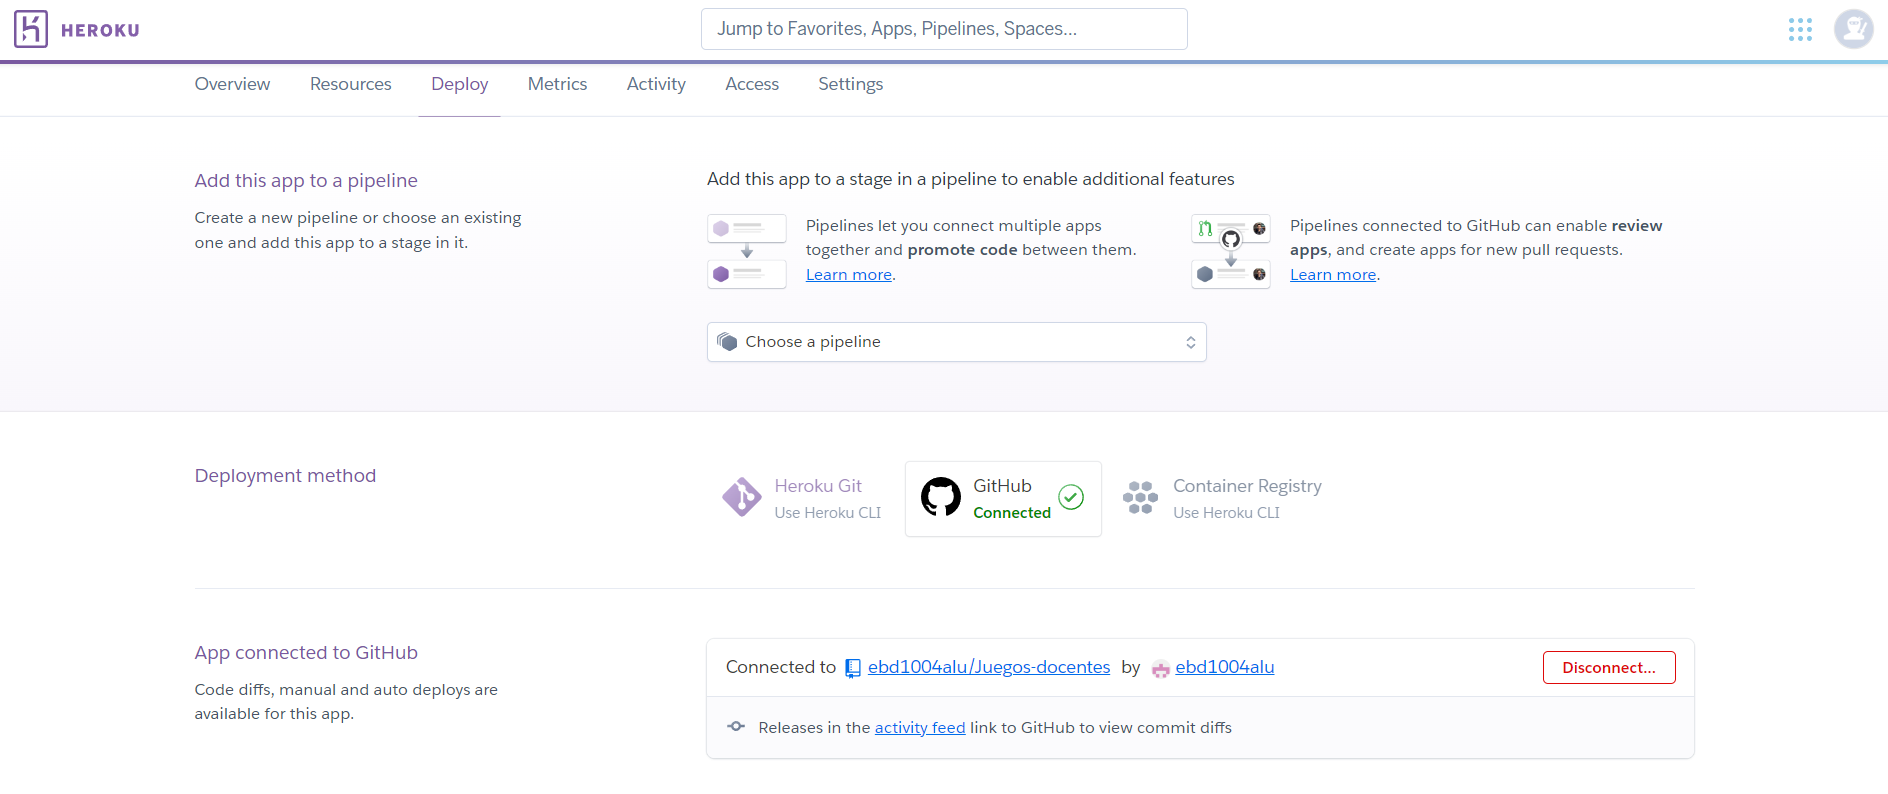 HEROKU
Jump to Favorites, Apps, Pipelines, Spaces...
Overview Resources Deploy Metrics Activity Access Settings
Add this app to a pipeline
Create a new pipeline or choose an existing
one and add this app to a stage in it.
Add this app to a stage in a pipeline to enable additional features
Pipelines let you connect multiple apps
together and promote code between them.
Learn more.
Pipelines connected to GitHub can enable review
apps, and create apps for new pull requests.
Learn more.
Choose a pipeline
Deployment method
Heroku Git
Use Heroku CLI
GitHub
Connected
Container Registry
Use Heroku CLI
App connected to GitHub
Code diffs, manual and auto deploys are
available for this app.
Connected to ebd1004alu/Juegos-docentes by ebd1004alu
Disconnect...
Releases in the activity feed link to GitHub to view commit diffs